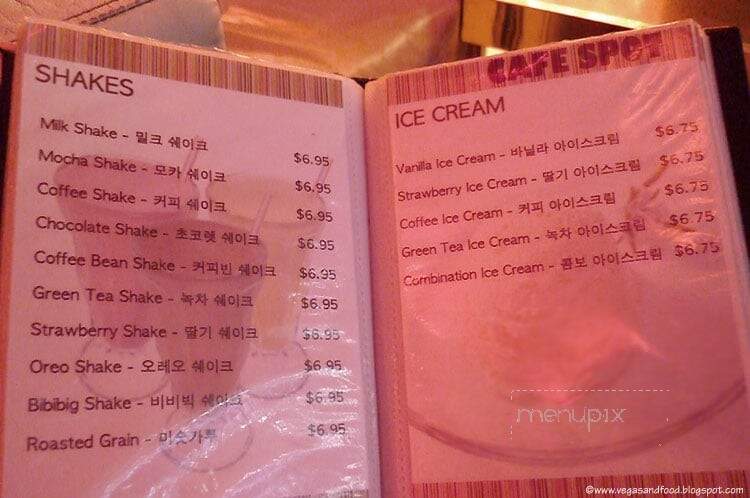 SHAKES
Milk Shake - 밀크 쉐이크 $6.95
Mocha Shake - 모카 쉐이크 $6.95
Coffee Shake - 커피 쉐이크 $6.95
Chocolate Shake - 초코렛 쉐이크 $6.95
Coffee Bean Shake - 커피빈 쉐이크 $6.95
Green Tea Shake - 녹차 쉐이크 $6.95
Strawberry Shake - 딸기 쉐이크 $6.95
Oreo Shake - 오레오 쉐이크 $6.95
Bibibig Shake - 비비빅 쉐이크 $6.95
Roasted Grain - 미숫가루 $6.95
CAFE SPOT
ICE CREAM
Vanilla Ice Cream - 바닐라 아이스크림 $6.75
Strawberry Ice Cream - 딸기 아이스크림 $6.75
Coffee Ice Cream - 커피 아이스크림 $6.75
Green Tea Ice Cream - 녹차 아이스크림 $6.75
Combination Ice Cream - 콤보 아이스크림 $6.75
menupix
©www.vegasandfood.blogspot.com